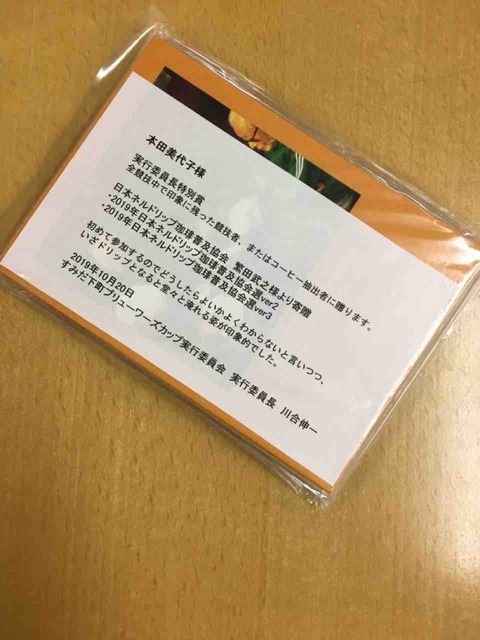 本田美代子様
実行委員長特別賞
全競技中で印象に残った競技者、またはコーヒー抽出者に贈ります。
日本ネルドリップ珈琲普及協会 繁田武之様より寄贈
・2019年日本ネルドリップ珈琲普及協会選ver2
・2019年日本ネルドリップ珈琲普及協会選ver3
初めて参加するのでどうしたらよいかよくわからないと言いつつ、
いざドリップとなると堂々と淹れる姿が印象的でした。
2019年10月20日
すみだ下町ブリューワーズカップ実行委員会 実行委員長 川合伸一